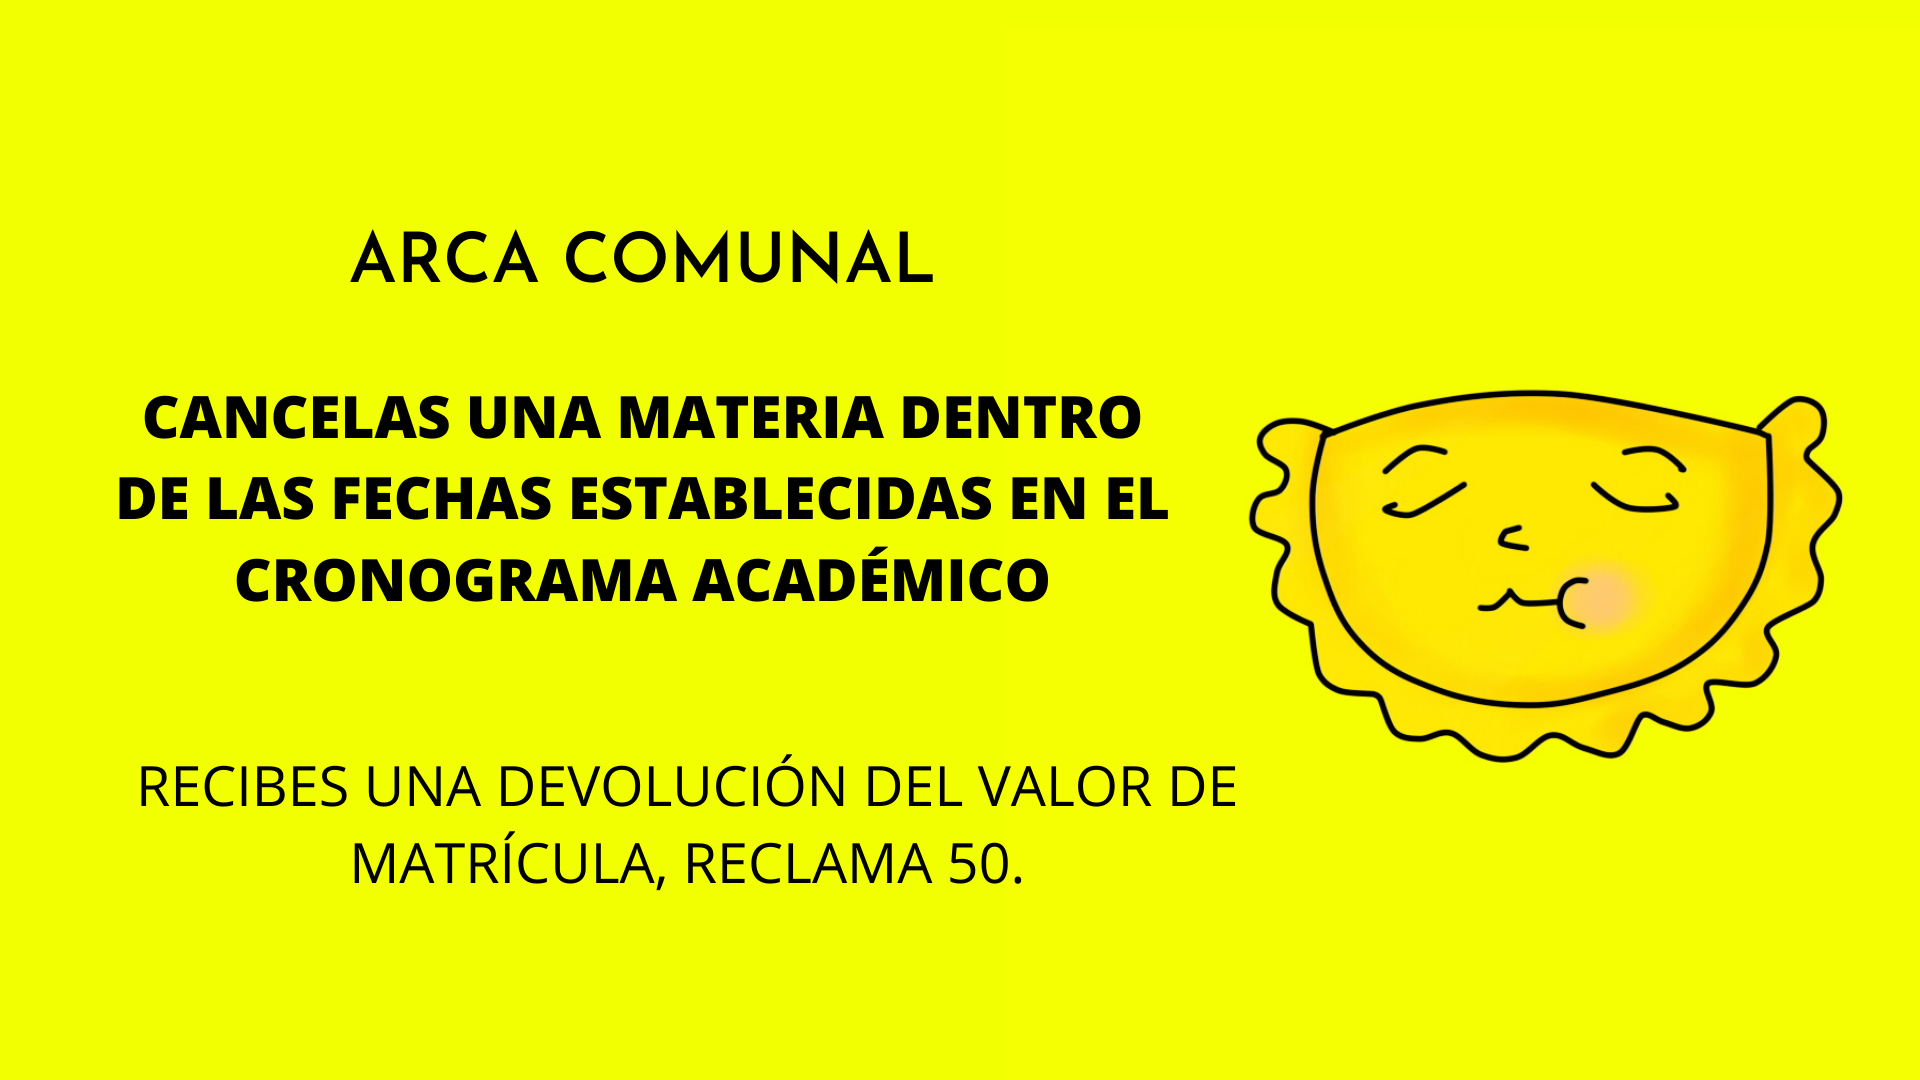 ARCA COMUNAL
CANCELAS UNA MATERIA DENTRO
DE LAS FECHAS ESTABLECIDAS EN EL
CRONOGRAMA ACADÉMICO
RECIBES UNA DEVOLUCIÓN DEL VALOR DE
MATRÍCULA, RECLAMA 50.